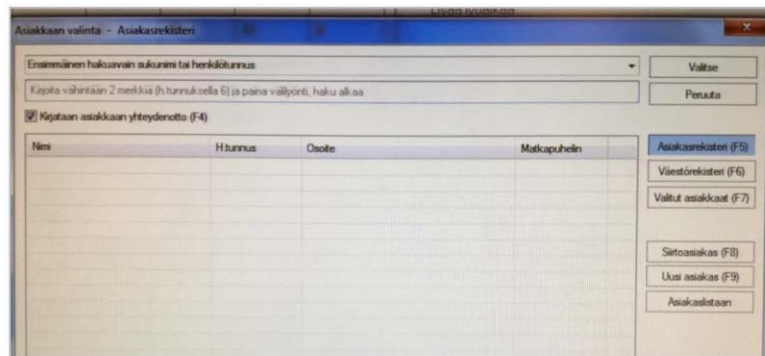 Lisää työaikaa
Asiakkaan valinta - Asiakasrekisteri
Ensimmäinen hakuavain sukunimi tai henkilötunnus
Valitse
Kirjoita vähintään 2 merkkiä (h.tunnuksella 6) ja paina välilyönti, haku alkaa
Peruuta
Kirjataan asiakkaan yhteydenotto (F4)
Nimi H.tunnus Osoite Matkapuhelin
Asiakasrekisteri (F5)
Väestörekisteri (F6)
Valitut asiakkaat (F7)
Siirtoasiakas (F8)
Uusi asiakas (F9)
Asiakaslistaan